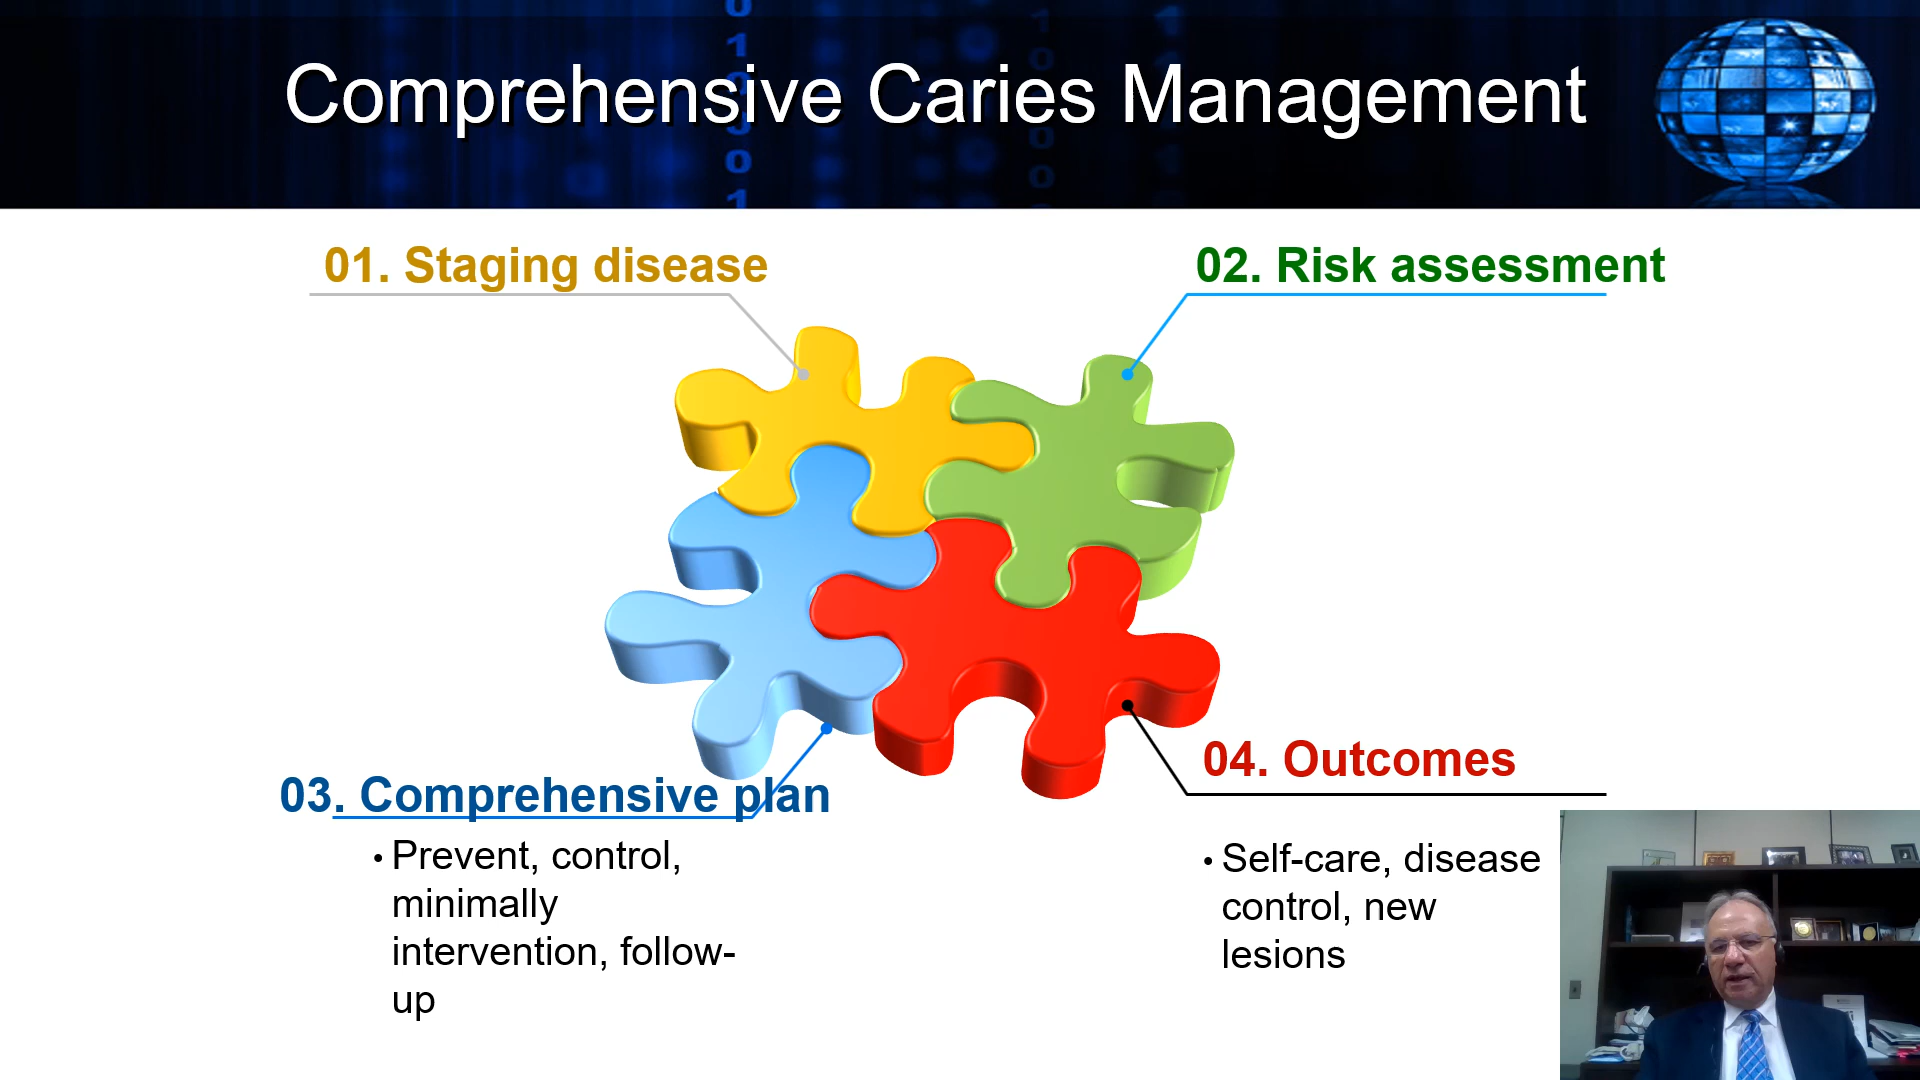 Comprehensive Caries Management
01. Staging disease
02. Risk assessment
03. Comprehensive plan
• Prevent, control,
minimally
intervention, follow-
up
04. Outcomes
• Self-care, disease
control, new
lesions